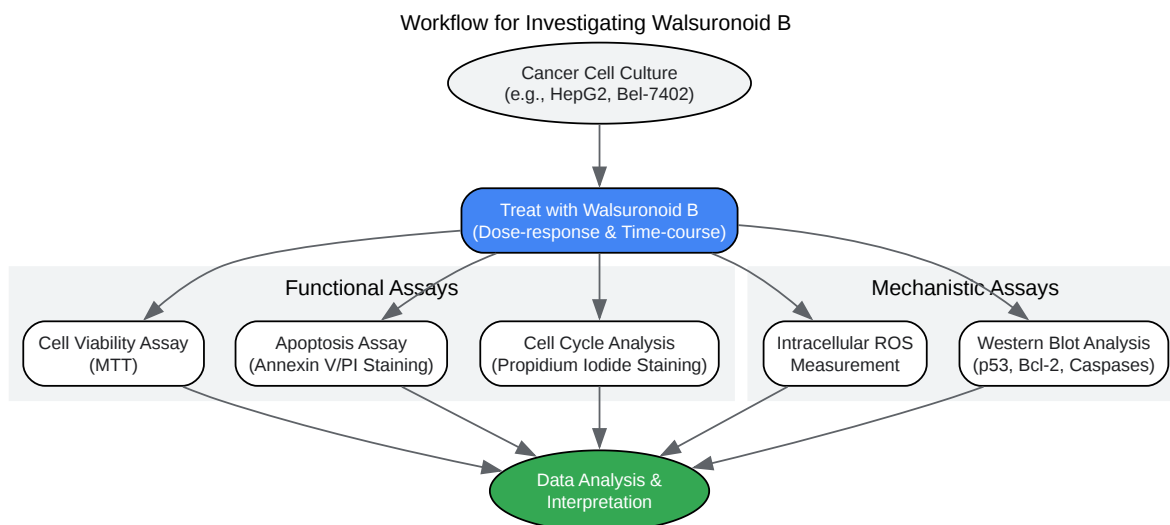 Workflow for Investigating Walsuronoid B
Cancer Cell Culture
(e.g., HepG2, Bel-7402)
Treat with Walsuronoid B
(Dose-response & Time-course)
Functional Assays
Mechanistic Assays
Cell Viability Assay
(MTT)
Apoptosis Assay
(Annexin V/PI Staining)
Cell Cycle Analysis
(Propidium Iodide Staining)
Intracellular ROS
Measurement
Western Blot Analysis
(p53, Bcl-2, Caspases)
Data Analysis &
Interpretation